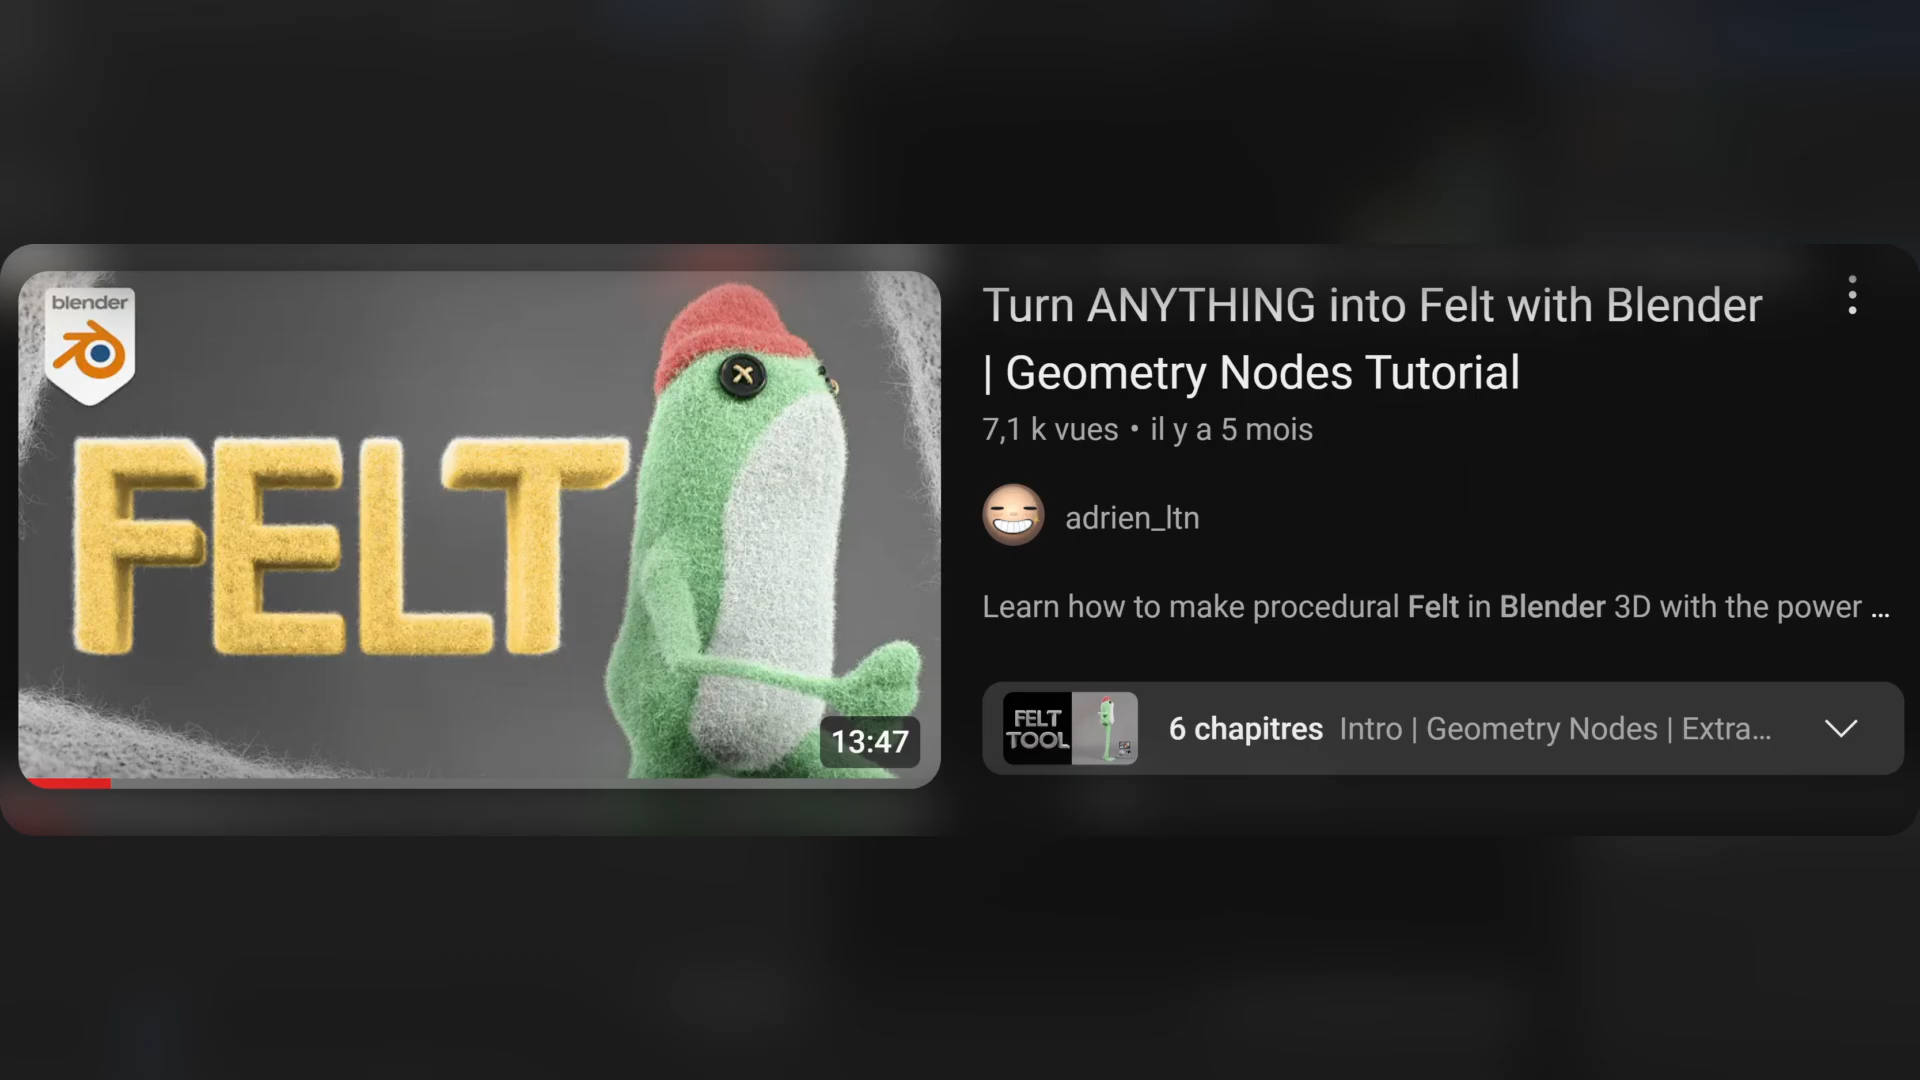 blender
FELT
13:47
Turn ANYTHING into Felt with Blender
| Geometry Nodes Tutorial
7,1 k vues • il y a 5 mois
adrien_ltn
Learn how to make procedural Felt in Blender 3D with the power ...
FELT
TOOL
6 chapitres Intro | Geometry Nodes | Extra...